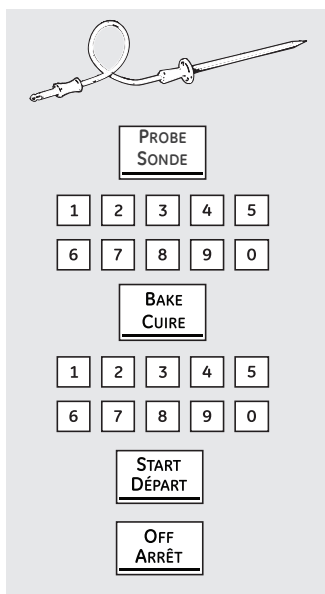 PROBE
SONDE
1 2 3 4 5
6 7 8 9 0
BAKE
CUIRE
1 2 3 4 5
6 7 8 9 0
START
DÉPART
OFF
ARRÊT